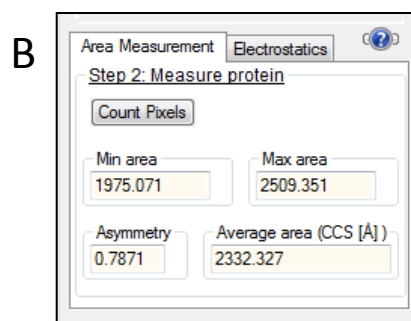 B
Area Measurement Electrostatics ?
Step 2: Measure protein
Count Pixels
Min area Max area
1975.071 2509.351
Asymmetry Average area (CCS [Å] )
0.7871 2332.327